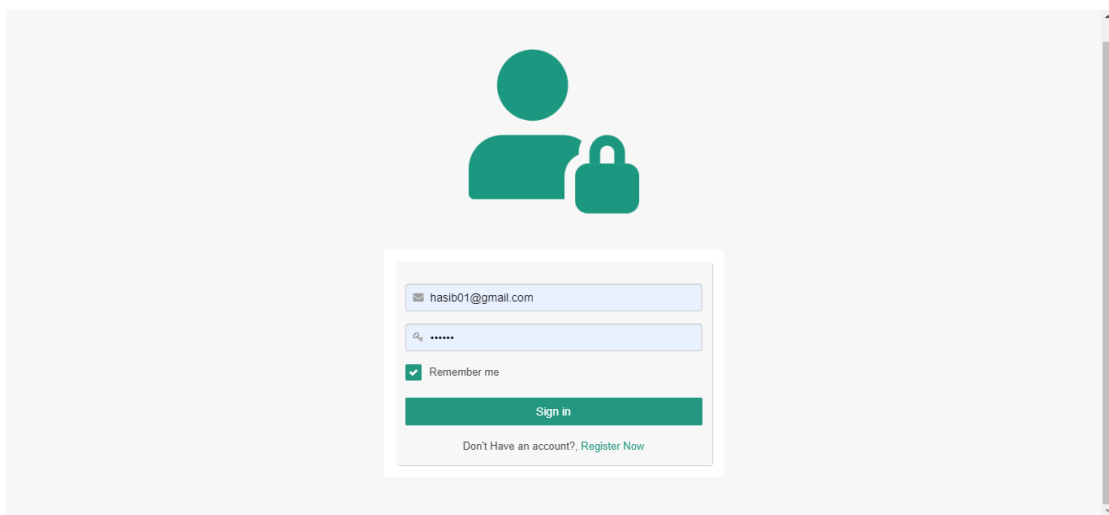 hasib01@gmail.com
••••••
Remember me
Sign in
Don't Have an account?, Register Now